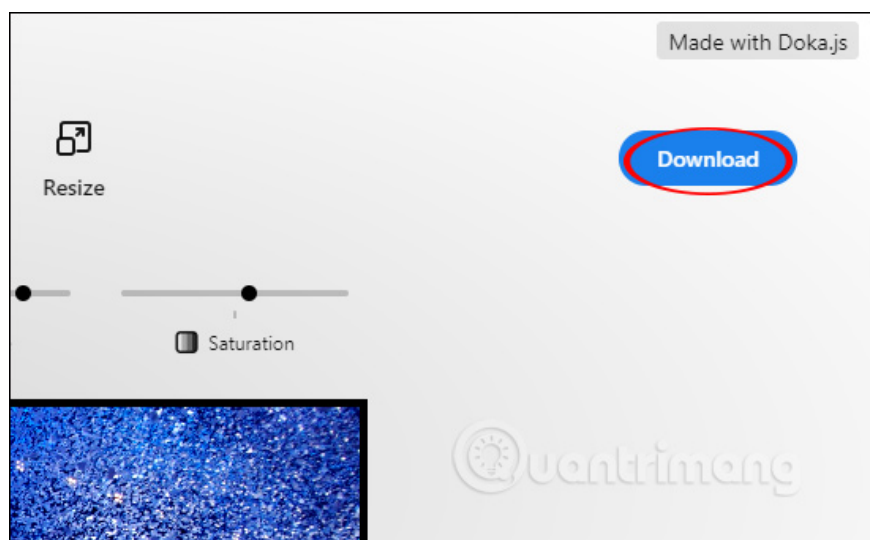 Made with Doka.js
Download
Resize
Saturation
Quantrimang